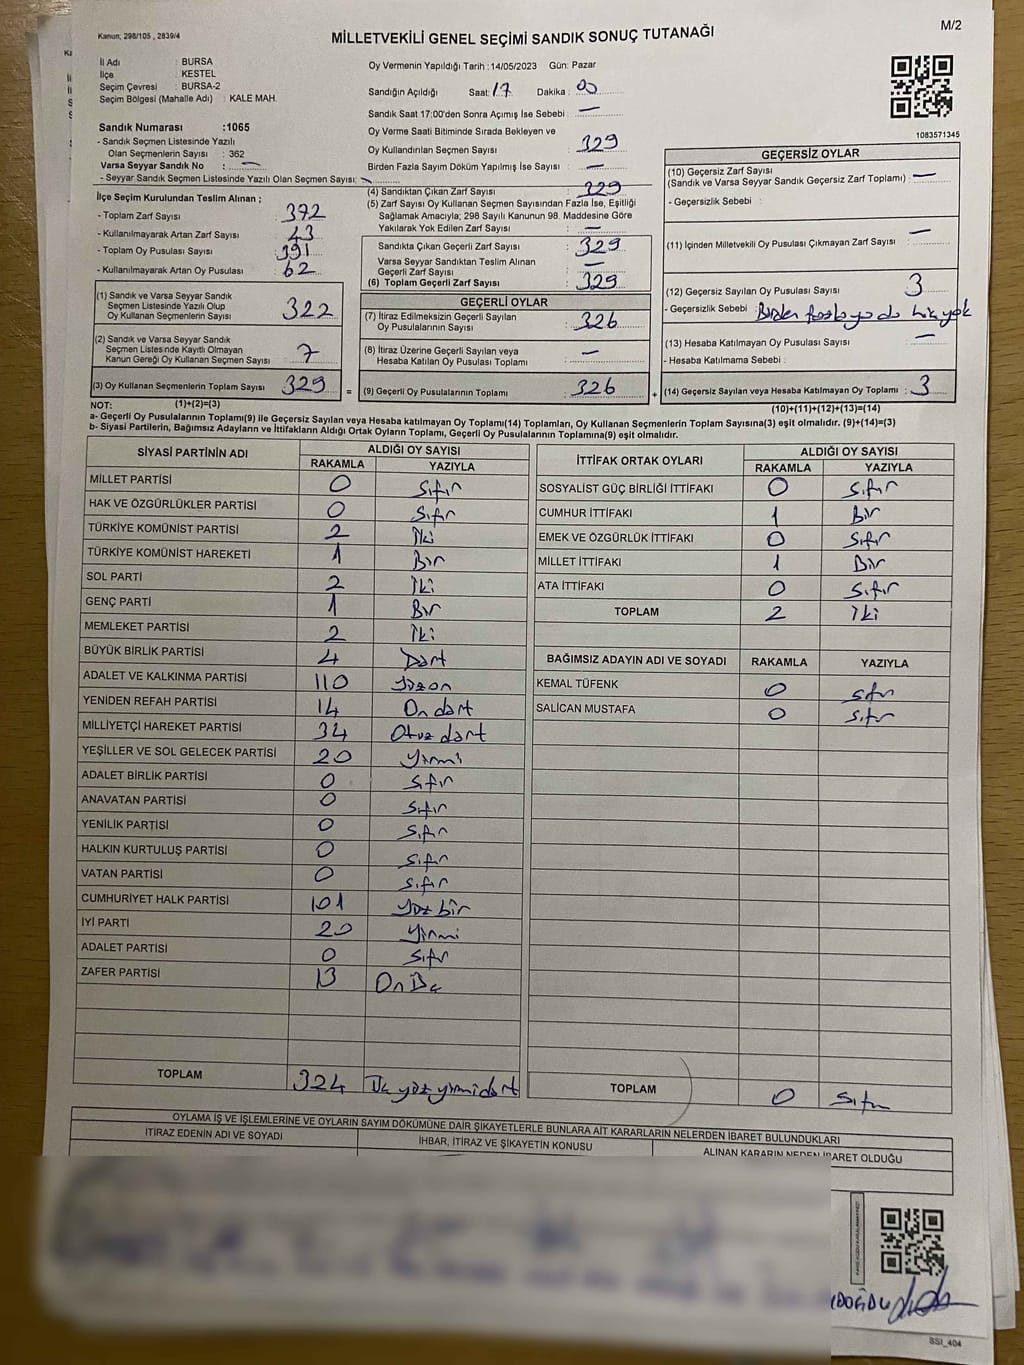 Kanun, 298/105 , 2839/4
M/2
MİLLETVEKİLİ GENEL SEÇİMİ SANDIK SONUÇ TUTANAĞI
İl Adı : BURSA
İlçe : KESTEL
Seçim Çevresi : BURSA-2
Seçim Bölgesi (Mahalle Adı) : KALE MAH.
Sandık Numarası :1065
- Sandık Seçmen Listesinde Yazılı
Olan Seçmenlerin Sayısı : 362
Varsa Seyyar Sandık No : —
- Seyyar Sandık Seçmen Listesinde Yazılı Olan Seçmen Sayısı:
Oy Vermenin Yapıldığı Tarih :14/05/2023 Gün: Pazar
Sandığın Açıldığı Saat: 17 Dakika : 00
Sandık Saat 17:00'den Sonra Açımış İse Sebebi : —
Oy Verme Saati Bitiminde Sırada Bekleyen ve
Oy Kullandırılan Seçmen Sayısı : 329
Birden Fazla Sayım Döküm Yapılmış İse Sayısı : —
1083571345
İlçe Seçim Kurulundan Teslim Alınan ;
- Toplam Zarf Sayısı : 372
- Kullanılmayarak Artan Zarf Sayısı : 43
- Toplam Oy Pusulası Sayısı : 391
- Kullanılmayarak Artan Oy Pusulası : 62
(1) Sandık ve Varsa Seyyar Sandık
Seçmen Listesinde Yazılı Olup
Oy Kullanan Seçmenlerin Sayısı : 322
(2) Sandık ve Varsa Seyyar Sandık
Seçmen Listesinde Kayıtlı Olmayan
Kanun Gereği Oy Kullanan Seçmen Sayısı : 7
(3) Oy Kullanan Seçmenlerin Toplam Sayısı : 329 =
(4) Sandıktan Çıkan Zarf Sayısı : 329
(5) Zarf Sayısı Oy Kullanan Seçmen Sayısından Fazla İse, Eşitliği
Sağlamak Amacıyla; 298 Sayılı Kanunun 98. Maddesine Göre
Yakılarak Yok Edilen Zarf Sayısı : —
Sandıkta Çıkan Geçerli Zarf Sayısı : 329
Varsa Seyyar Sandıktan Teslim Alınan
Geçerli Zarf Sayısı : —
(6) Toplam Geçerli Zarf Sayısı : 329
GEÇERLİ OYLAR
(7) İtiraz Edilmeksizin Geçerli Sayılan
Oy Pusulalarının Sayısı : 326
(8) İtiraz Üzerine Geçerli Sayılan veya
Hesaba Katılan Oy Pusulası Toplamı : —
(9) Geçerli Oy Pusulalarının Toplamı : 326 +
GEÇERSİZ OYLAR
(10) Geçersiz Zarf Sayısı
(Sandık ve Varsa Seyyar Sandık Geçersiz Zarf Toplamı) : —
- Geçersizlik Sebebi :
(11) İçinden Milletvekili Oy Pusulası Çıkmayan Zarf Sayısı : —
(12) Geçersiz Sayılan Oy Pusulası Sayısı : 3
- Geçersizlik Sebebi : Birden fazla
(13) Hesaba Katılmayan Oy Pusulası Sayısı : —
- Hesaba Katılmama Sebebi :
(14) Geçersiz Sayılan veya Hesaba Katılmayan Oy Toplamı : 3
NOT: (1)+(2)=(3)
(10)+(11)+(12)+(13)=(14)
a- Geçerli Oy Pusulalarının Toplamı(9) ile Geçersiz Sayılan veya Hesaba katılmayan Oy Toplamı(14) Toplamları, Oy Kullanan Seçmenlerin Toplam Sayısına(3) eşit olmalıdır. (9)+(14)=(3)
b- Siyasi Partilerin, Bağımsız Adayların ve İttifakların Aldığı Ortak Oyların Toplamı, Geçerli Oy Pusulalarının Toplamına(9) eşit olmalıdır.
SİYASİ PARTİNİN ADI ALDIĞI OY SAYISI
RAKAMLA YAZIYLA
MİLLET PARTİSİ 0 Sıfır
HAK VE ÖZGÜRLÜKLER PARTİSİ 0 Sıfır
TÜRKİYE KOMÜNİST PARTİSİ 2 İki
TÜRKİYE KOMÜNİST HAREKETİ 1 Bir
SOL PARTİ 2 İki
GENÇ PARTİ 1 Bir
MEMLEKET PARTİSİ 2 İki
BÜYÜK BİRLİK PARTİSİ 4 Dört
ADALET VE KALKINMA PARTİSİ 110 Yüzon
YENİDEN REFAH PARTİSİ 14 On dört
MİLLİYETÇİ HAREKET PARTİSİ 34 Otuz dört
YEŞİLLER VE SOL GELECEK PARTİSİ 20 Yirmi
ADALET BİRLİK PARTİSİ 0 Sıfır
ANAVATAN PARTİSİ 0 Sıfır
YENİLİK PARTİSİ 0 Sıfır
HALKIN KURTULUŞ PARTİSİ 0 Sıfır
VATAN PARTİSİ 0 Sıfır
CUMHURİYET HALK PARTİSİ 101 Yüz bir
İYİ PARTİ 20 Yirmi
ADALET PARTİSİ 0 Sıfır
ZAFER PARTİSİ 13 On Üç
TOPLAM 324 Üç yüz yirmi dört
İTTİFAK ORTAK OYLARI ALDIĞI OY SAYISI
RAKAMLA YAZIYLA
SOSYALİST GÜÇ BİRLİĞİ İTTİFAKI 0 Sıfır
CUMHUR İTTİFAKI 1 Bir
EMEK VE ÖZGÜRLÜK İTTİFAKI 0 Sıfır
MİLLET İTTİFAKI 1 Bir
ATA İTTİFAKI 0 Sıfır
TOPLAM 2 İki
BAĞIMSIZ ADAYIN ADI VE SOYADI RAKAMLA YAZIYLA
KEMAL TÜFENK 0 Sıfır
SALİCAN MUSTAFA 0 Sıfır
TOPLAM 0 Sıfır
OYLAMA İŞ VE İŞLEMLERİNE VE OYLARIN SAYIM DÖKÜMÜNE DAİR ŞİKAYETLERLE BUNLARA AİT KARARLARIN NELERDEN İBARET BULUNDUKLARI
İTİRAZ EDENİN ADI VE SOYADI İHBAR, İTİRAZ VE ŞİKAYETİN KONUSU ALINAN KARARIN NEDEN İBARET OLDUĞU
SSI_404